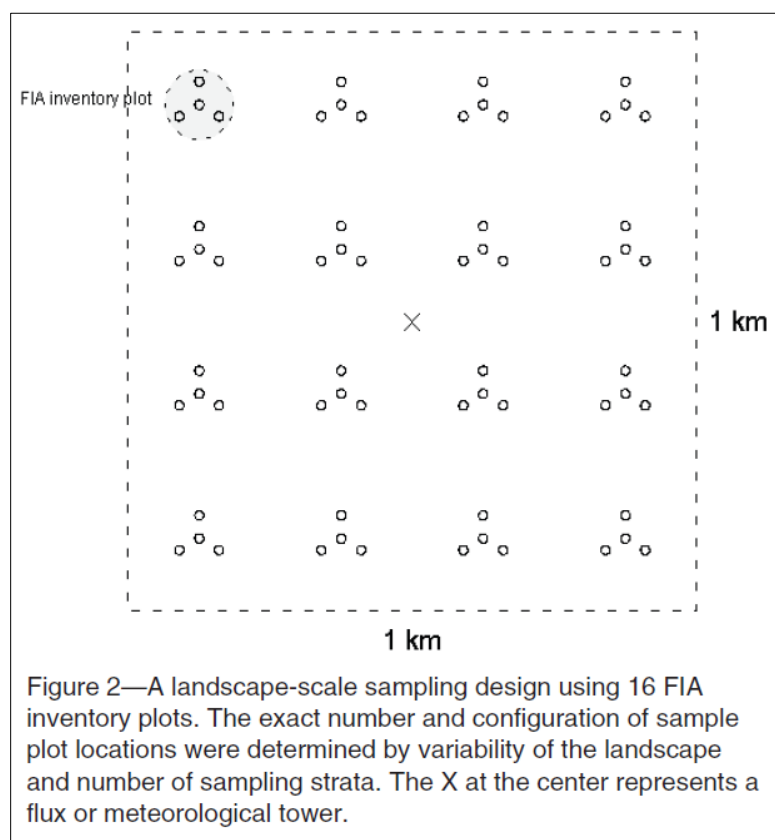 FIA inventory plot
X
1 km
1 km
Figure 2—A landscape-scale sampling design using 16 FIA
inventory plots. The exact number and configuration of sample
plot locations were determined by variability of the landscape
and number of sampling strata. The X at the center represents a
flux or meteorological tower.